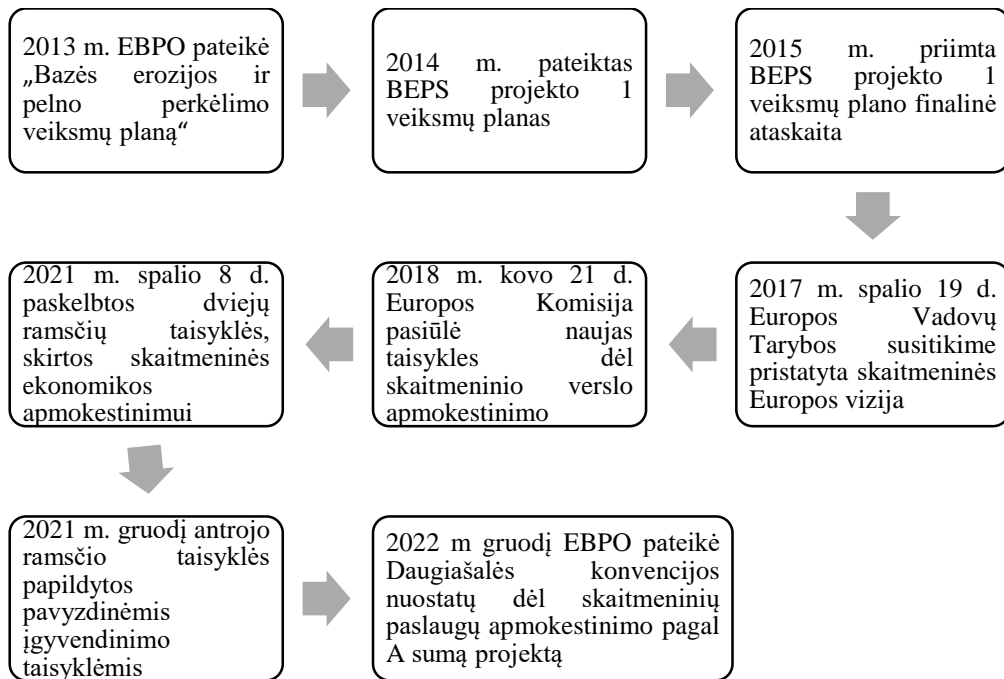 2013 m. EBPO pateikė
„Bazės erozijos ir
pelno perkėlimo
veiksmų planą“
2014 m. pateiktas
BEPS projekto 1
veiksmų planas
2015 m. priimta
BEPS projekto 1
veiksmų plano finalinė
ataskaita
2017 m. spalio 19 d.
Europos Vadovų
Tarybos susitikime
pristatyta skaitmeninės
Europos vizija
2018 m. kovo 21 d.
Europos Komisija
pasiūlė naujas
taisykles dėl
skaitmeninio verslo
apmokestinimo
2021 m. spalio 8 d.
paskelbtos dviejų
ramsčių taisyklės,
skirtos skaitmeninės
ekonomikos
apmokestinimui
2021 m. gruodį antrojo
ramsčio taisyklės
papildytos
pavyzdinėmis
įgyvendinimo
taisyklėmis
2022 m gruodį EBPO pateikė
Daugiašalės konvencijos
nuostatų dėl skaitmeninių
paslaugų apmokestinimo pagal
A sumą projektą